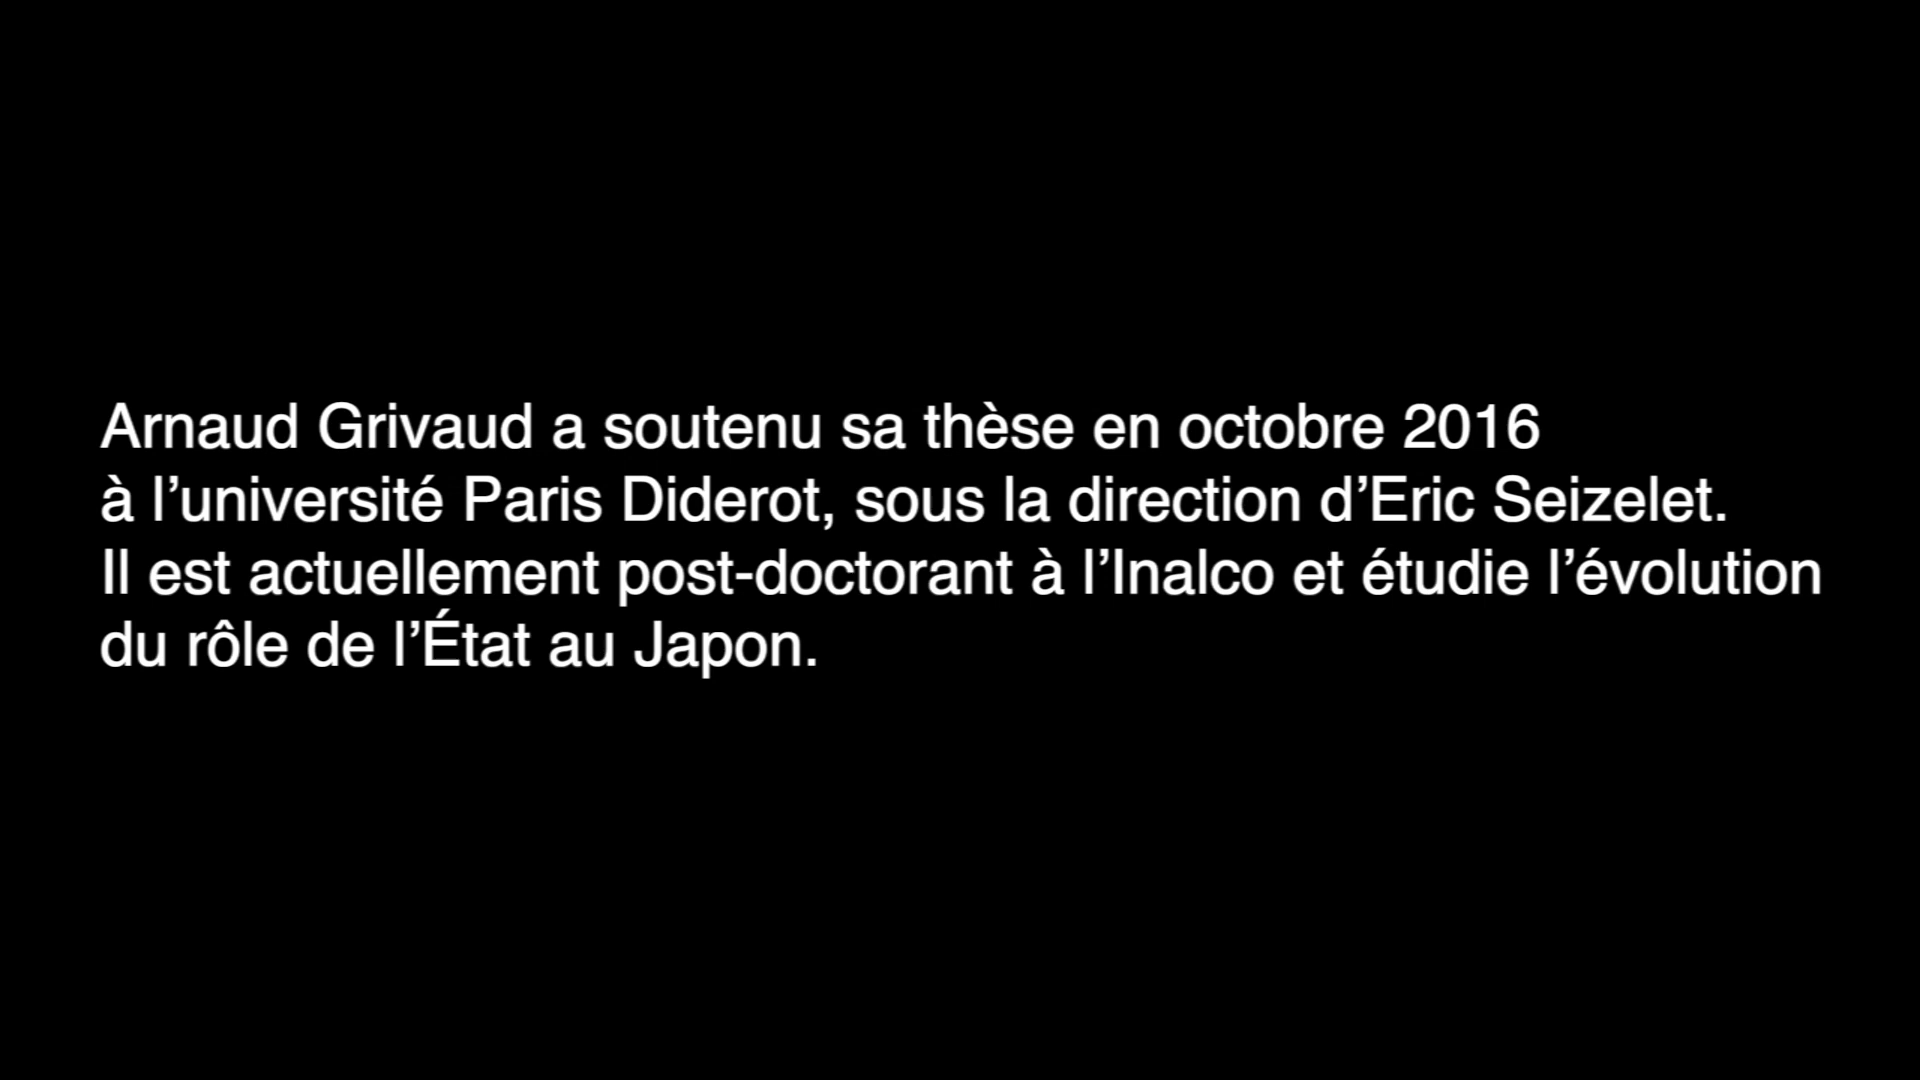 Arnaud Grivaud a soutenu sa thèse en octobre 2016
à l’université Paris Diderot, sous la direction d’Eric Seizelet.
Il est actuellement post-doctorant à l’Inalco et étudie l’évolution
du rôle de l’État au Japon.